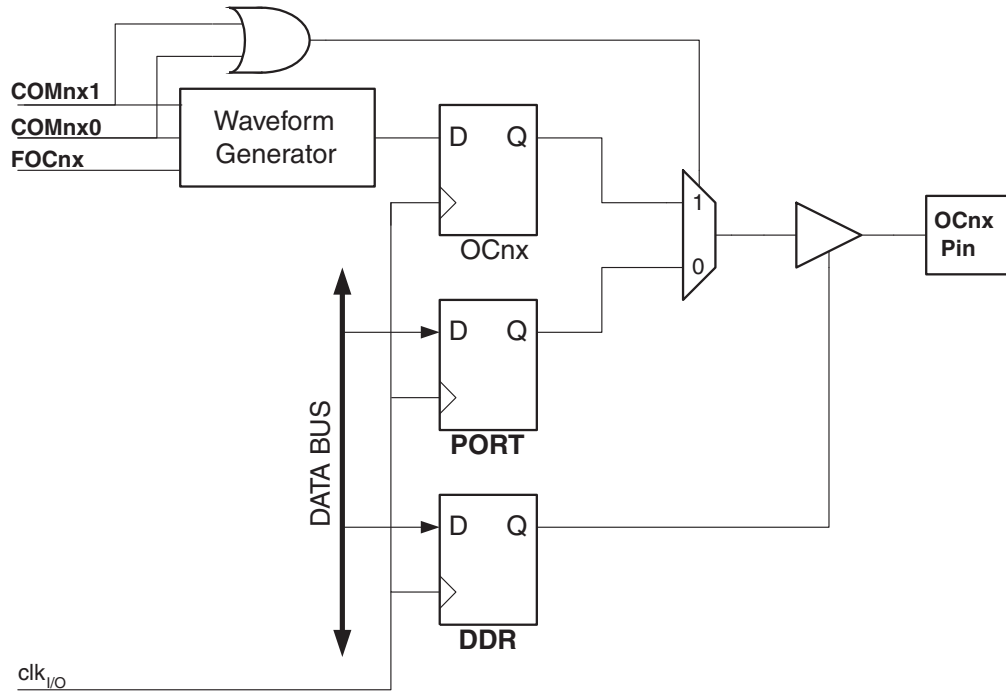 COMnx1
COMnx0
FOCnx
Waveform
Generator
D Q
OCnx
1
0
OCnx
Pin
D Q
PORT
D Q
DDR
DATA BUS
clkI/O